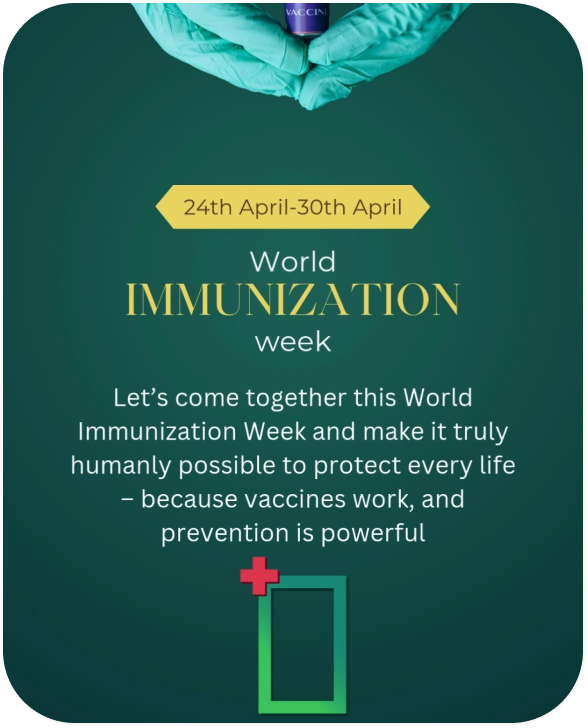 VACCIN
24th April-30th April
World
IMMUNIZATION
week
Let’s come together this World
Immunization Week and make it truly
humanly possible to protect every life
– because vaccines work, and
prevention is powerful